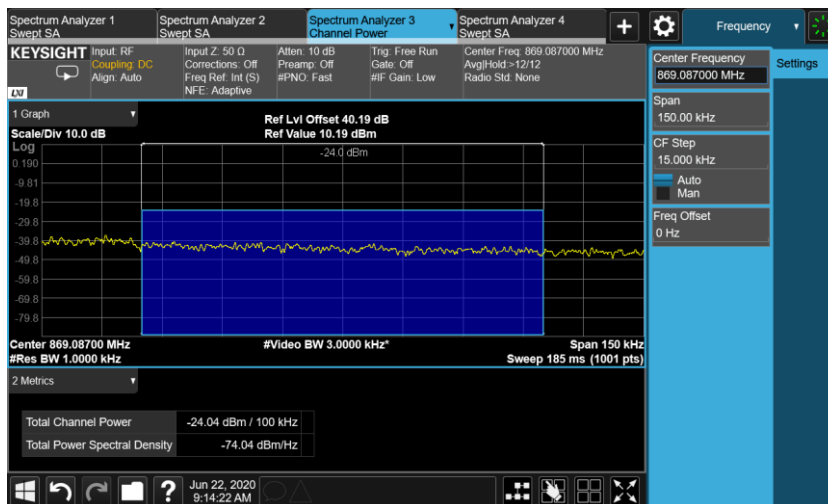 Spectrum Analyzer 1
Swept SA
Spectrum Analyzer 2
Swept SA
Spectrum Analyzer 3
Channel Power
Spectrum Analyzer 4
Swept SA
+
Frequency
KEYSIGHT
LXI
Input: RF
Coupling: DC
Align: Auto
Input Z: 50 Ω
Corrections: Off
Freq Ref: Int (S)
NFE: Adaptive
Atten: 10 dB
Preamp: Off
#PNO: Fast
Trig: Free Run
Gate: Off
#IF Gain: Low
Center Freq: 869.087000 MHz
Avg|Hold:>12/12
Radio Std: None
Center Frequency
869.087000 MHz
Settings
Span
150.00 kHz
CF Step
15.000 kHz
Auto
Man
Freq Offset
0 Hz
1 Graph
Scale/Div 10.0 dB
Ref Lvl Offset 40.19 dB
Ref Value 10.19 dBm
Log
-24.0 dBm
0.190
-9.81
-19.8
-29.8
-39.8
-49.8
-59.8
-69.8
-79.8
Center 869.08700 MHz
#Video BW 3.0000 kHz*
Span 150 kHz
#Res BW 1.0000 kHz
Sweep 185 ms (1001 pts)
2 Metrics
Total Channel Power -24.04 dBm / 100 kHz
Total Power Spectral Density -74.04 dBm/Hz
?
Jun 22, 2020
9:14:22 AM